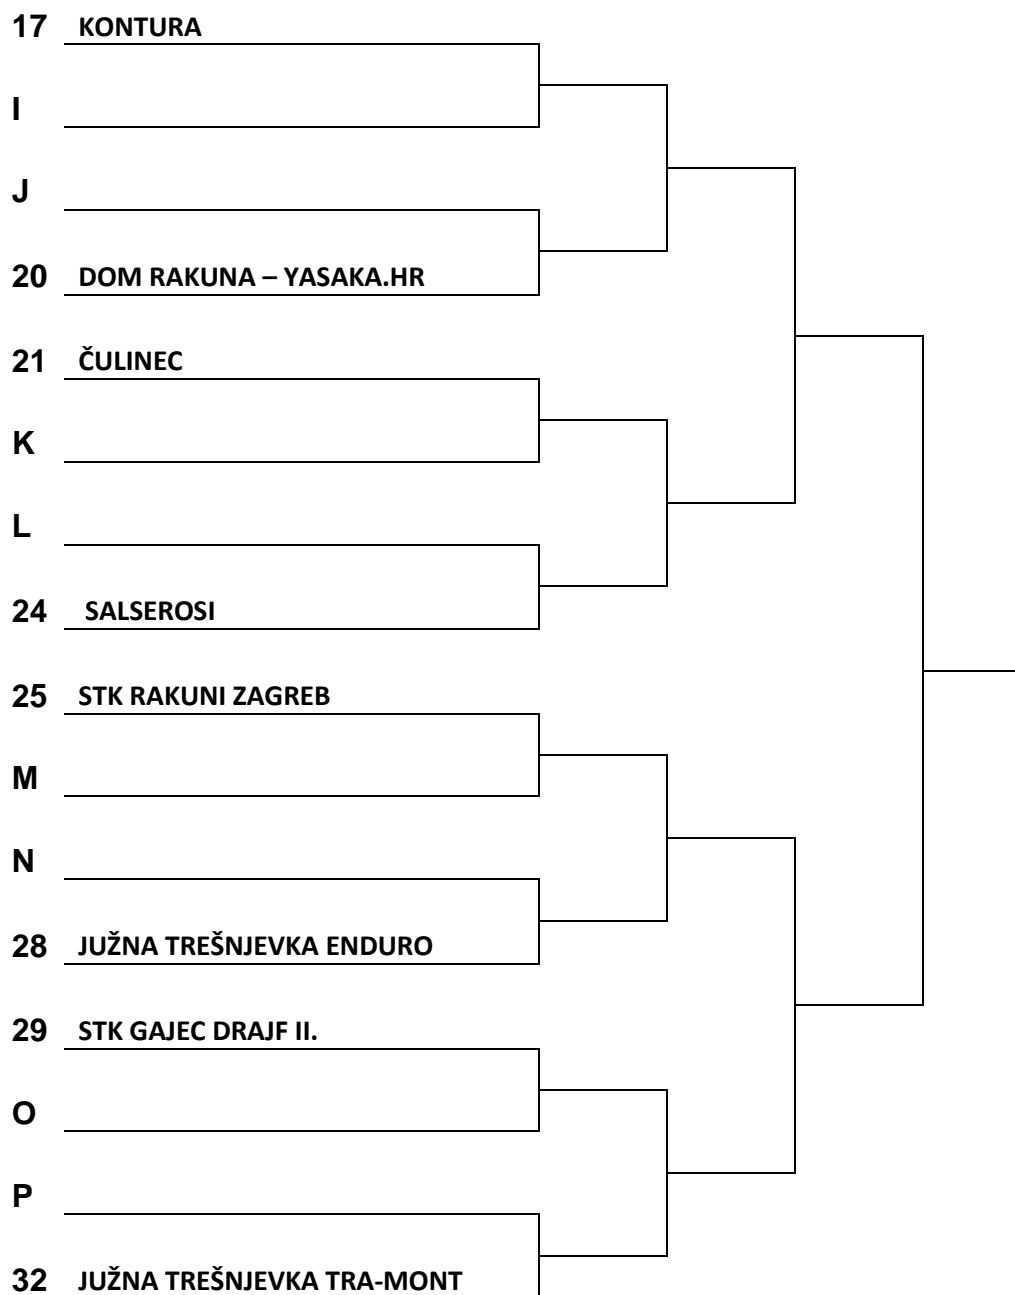 17 KONTURA
I
J
20 DOM RAKUNA – YASAKA.HR
21 ČULINEC
K
L
24 SALSEROSI
25 STK RAKUNI ZAGREB
M
N
28 JUŽNA TREŠNJEVKA ENDURO
29 STK GAJEC DRAJF II.
O
P
32 JUŽNA TREŠNJEVKA TRA-MONT